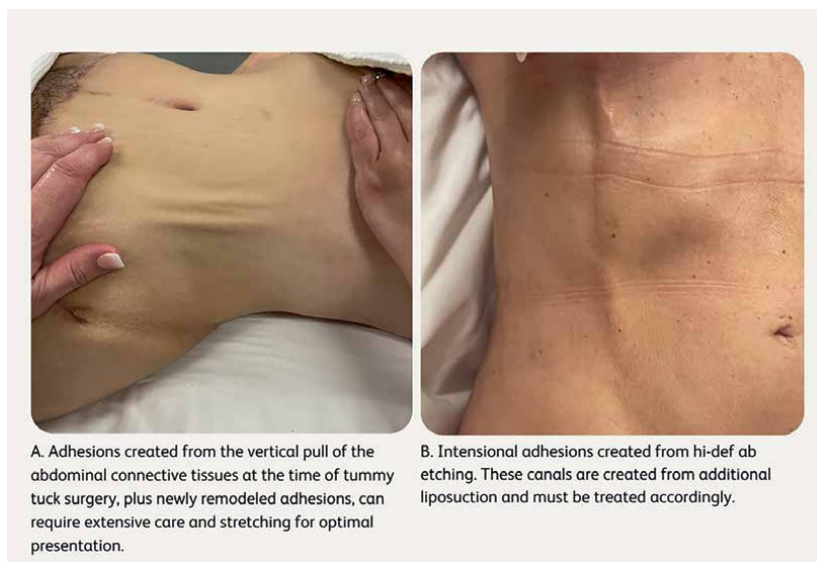 A. Adhesions created from the vertical pull of the
abdominal connective tissues at the time of tummy
tuck surgery, plus newly remodeled adhesions, can
require extensive care and stretching for optimal
presentation.
B. Intensional adhesions created from hi-def ab
etching. These canals are created from additional
liposuction and must be treated accordingly.